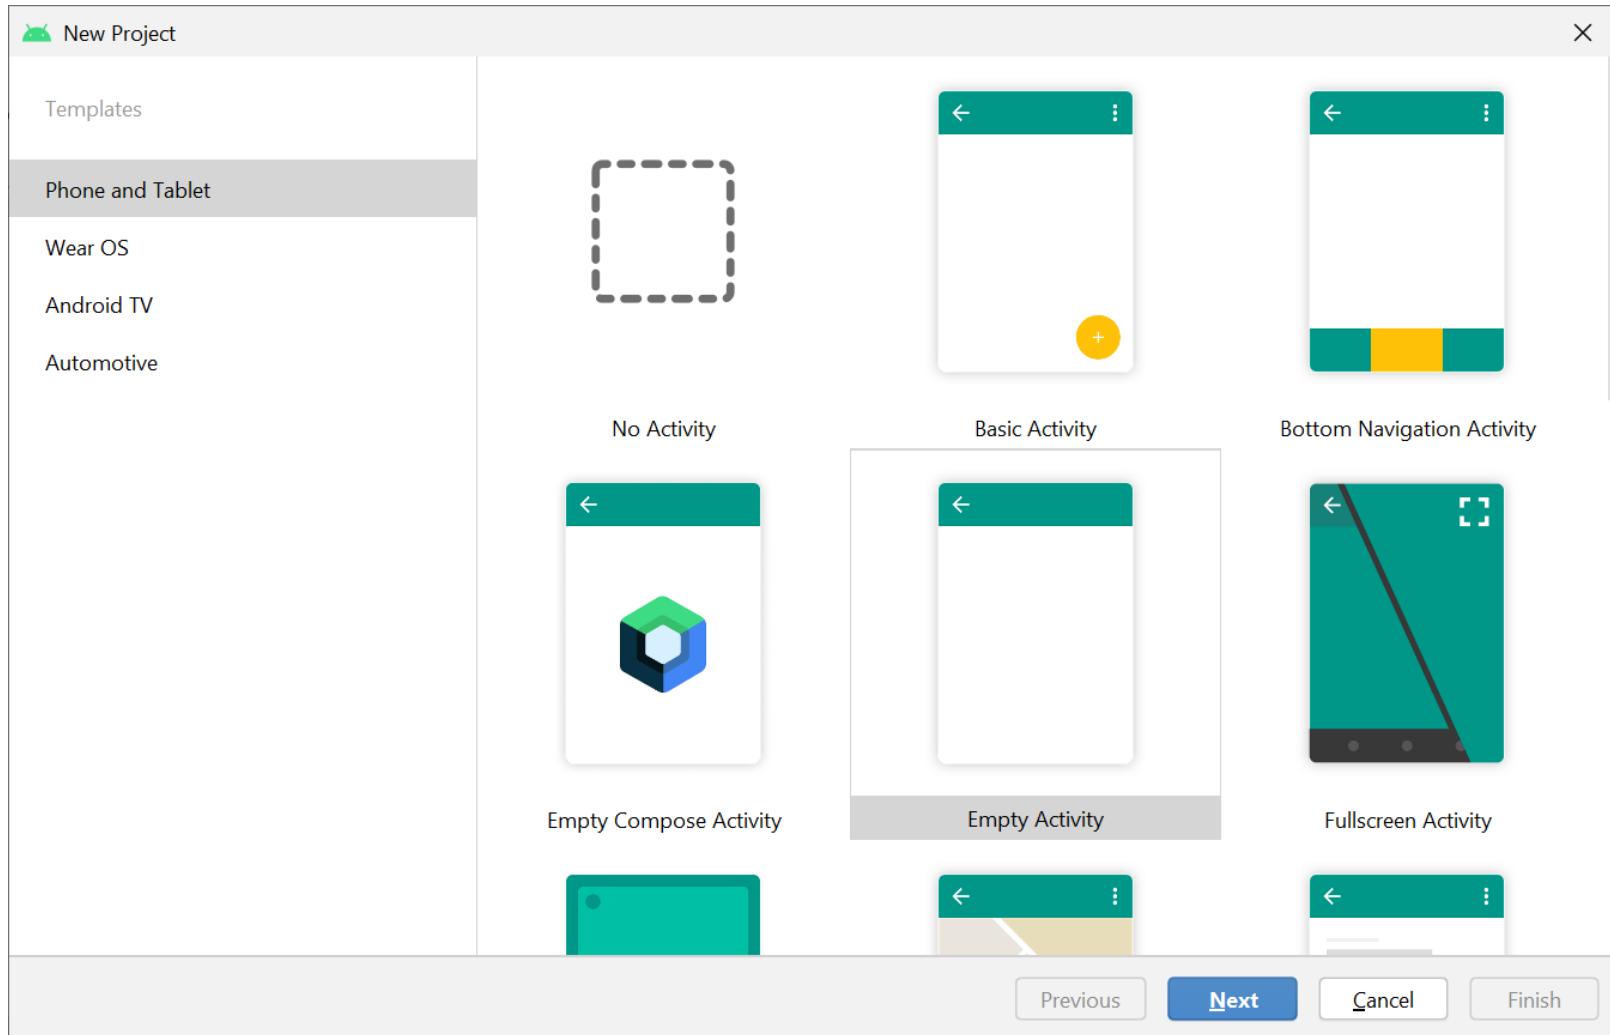 New Project
Templates
Phone and Tablet
Wear OS
Android TV
Automotive
No Activity
Basic Activity
Bottom Navigation Activity
Empty Compose Activity
Empty Activity
Fullscreen Activity
Previous
Next
Cancel
Finish